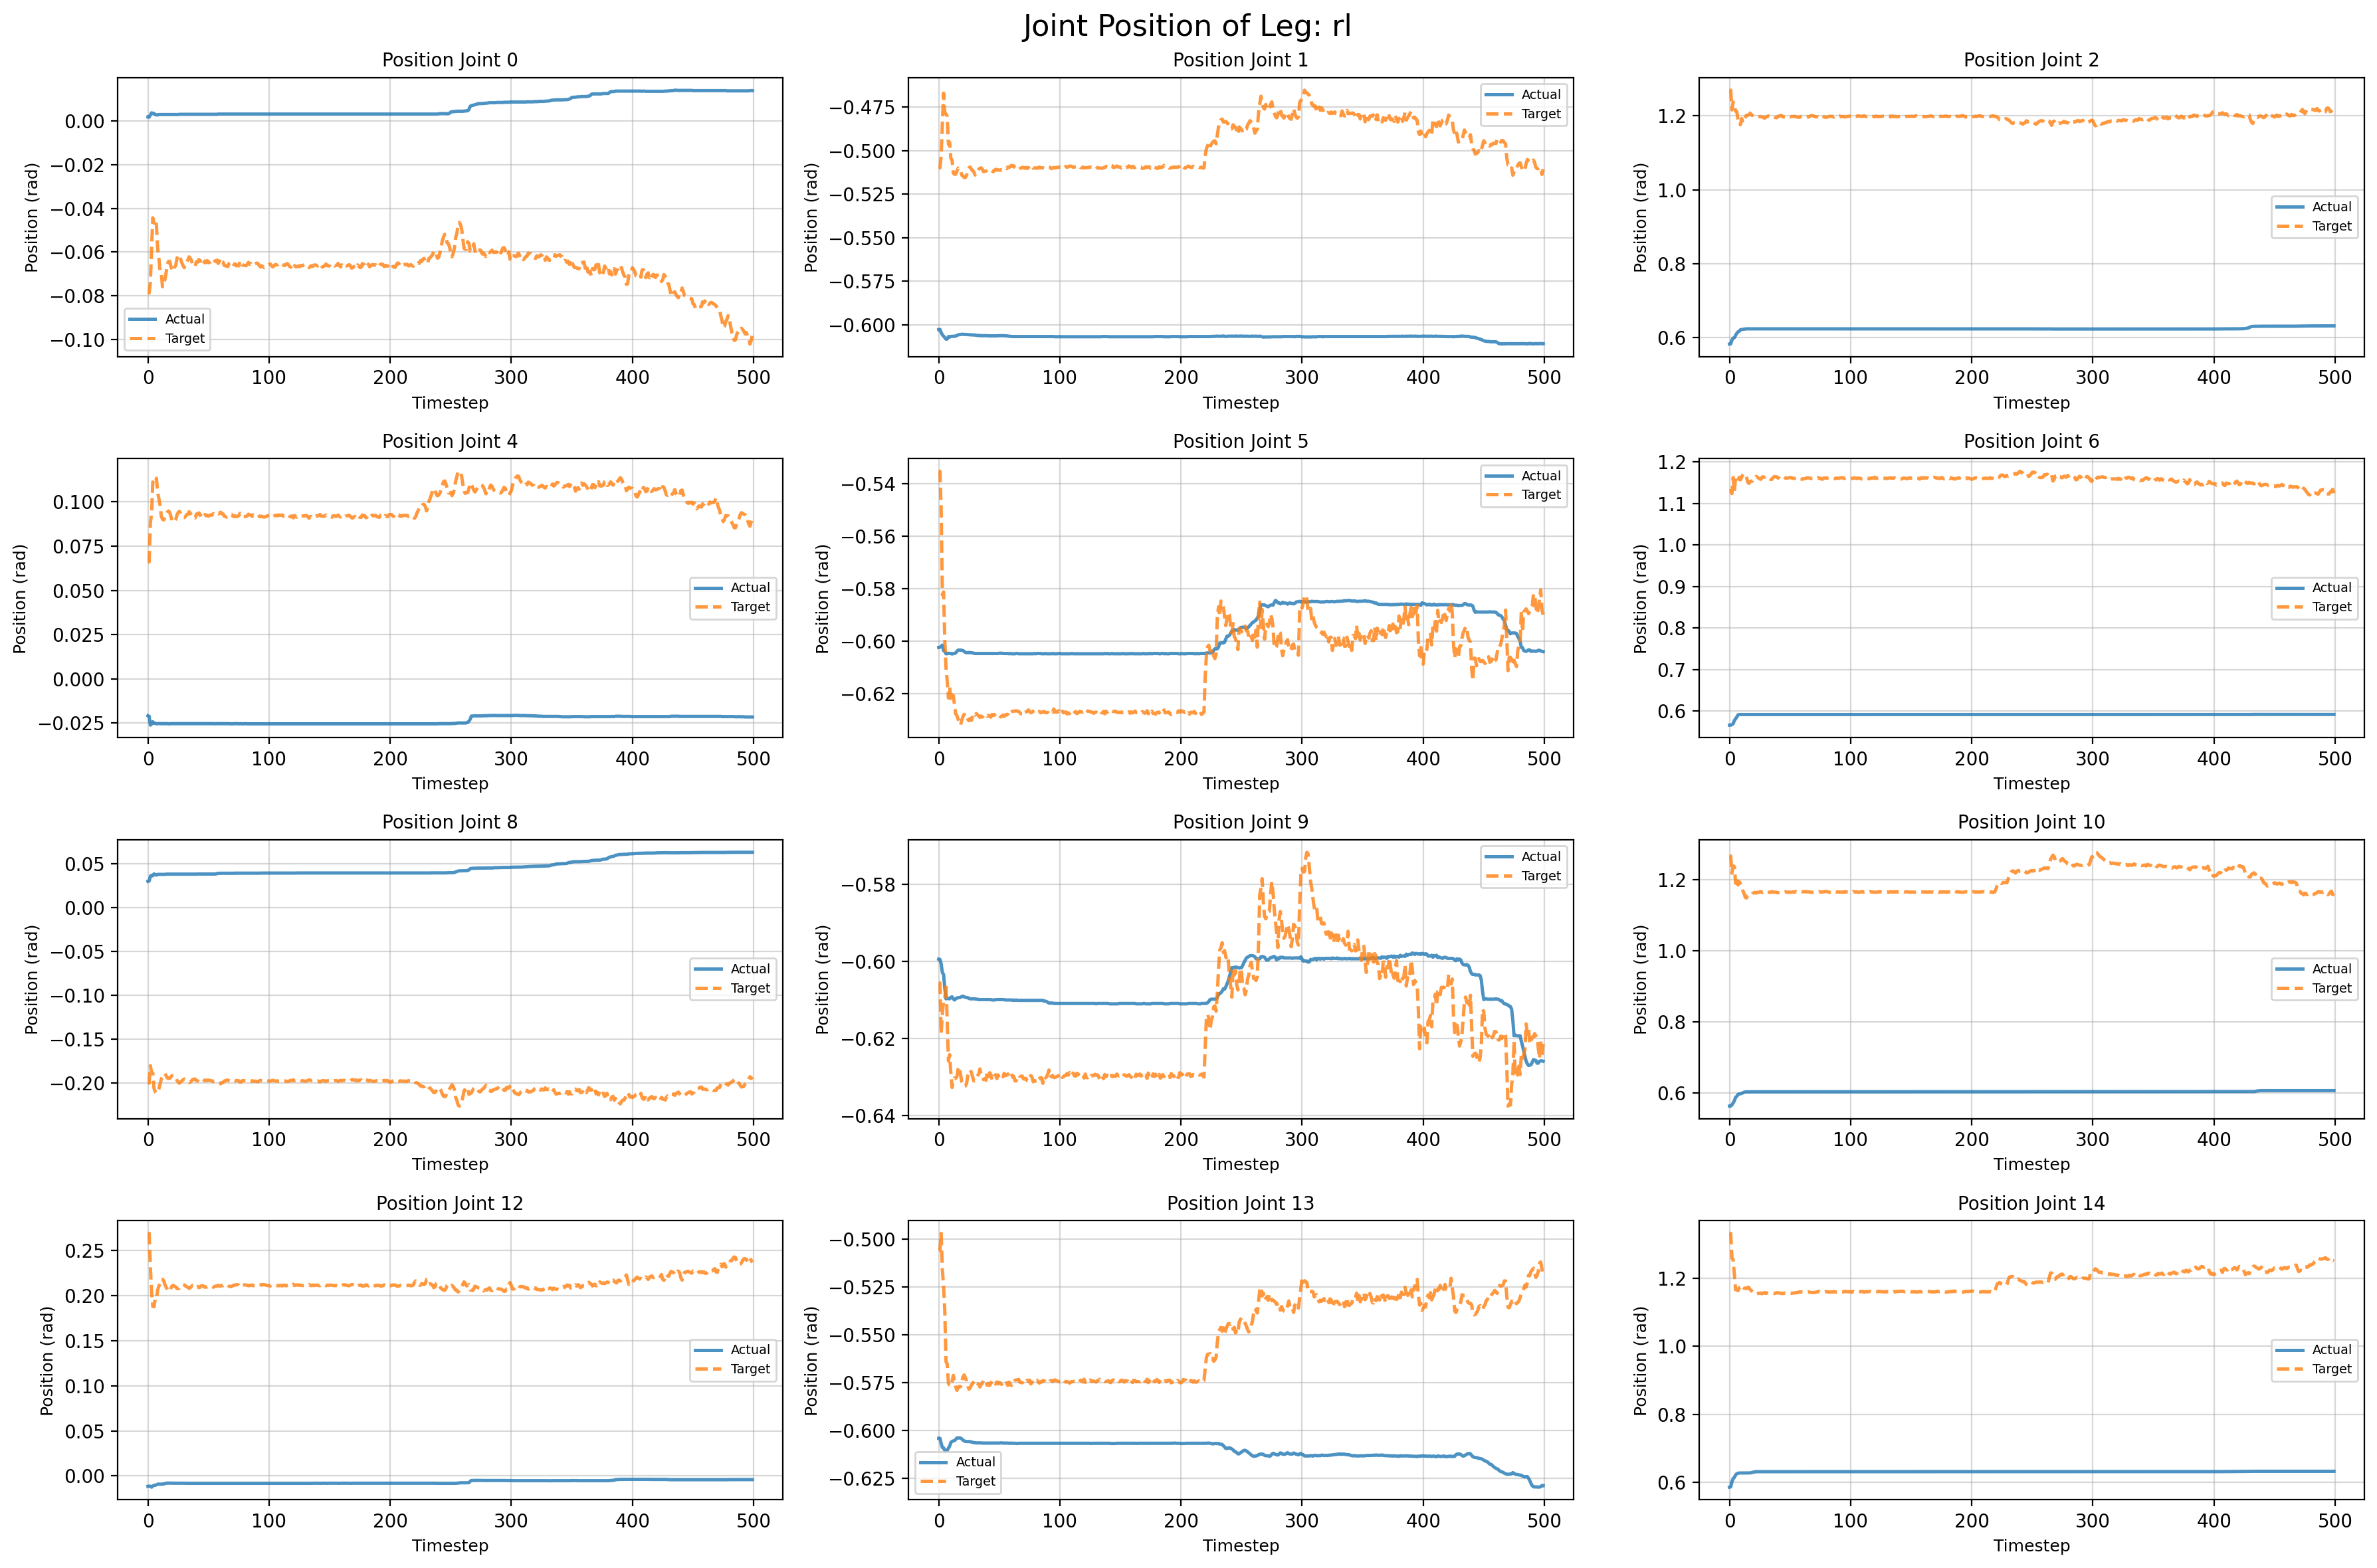 Joint Position of Leg: rl
Position Joint 0
Position (rad)
0.00
−0.02
−0.04
−0.06
−0.08
−0.10
Actual
Target
0 100 200 300 400 500
Timestep
Position Joint 1
Position (rad)
−0.475
−0.500
−0.525
−0.550
−0.575
−0.600
Actual
Target
0 100 200 300 400 500
Timestep
Position Joint 2
Position (rad)
1.2
1.0
0.8
0.6
Actual
Target
0 100 200 300 400 500
Timestep
Position Joint 4
Position (rad)
0.100
0.075
0.050
0.025
0.000
−0.025
Actual
Target
0 100 200 300 400 500
Timestep
Position Joint 5
Position (rad)
−0.54
−0.56
−0.58
−0.60
−0.62
Actual
Target
0 100 200 300 400 500
Timestep
Position Joint 6
Position (rad)
1.2
1.1
1.0
0.9
0.8
0.7
0.6
Actual
Target
0 100 200 300 400 500
Timestep
Position Joint 8
Position (rad)
0.05
0.00
−0.05
−0.10
−0.15
−0.20
Actual
Target
0 100 200 300 400 500
Timestep
Position Joint 9
Position (rad)
−0.58
−0.60
−0.62
−0.64
Actual
Target
0 100 200 300 400 500
Timestep
Position Joint 10
Position (rad)
1.2
1.0
0.8
0.6
Actual
Target
0 100 200 300 400 500
Timestep
Position Joint 12
Position (rad)
0.25
0.20
0.15
0.10
0.05
0.00
Actual
Target
0 100 200 300 400 500
Timestep
Position Joint 13
Position (rad)
−0.500
−0.525
−0.550
−0.575
−0.600
−0.625
Actual
Target
0 100 200 300 400 500
Timestep
Position Joint 14
Position (rad)
1.2
1.0
0.8
0.6
Actual
Target
0 100 200 300 400 500
Timestep